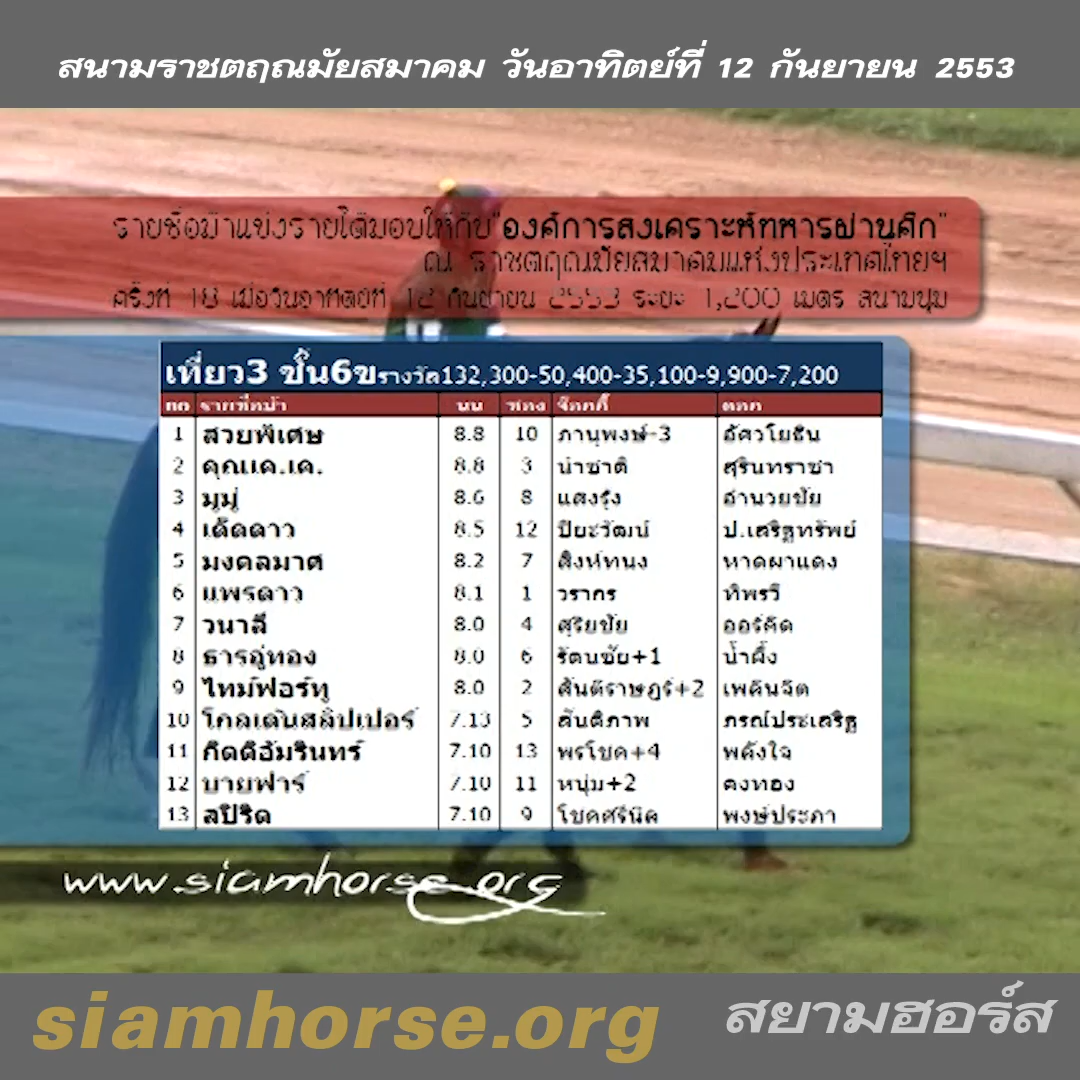 สนามราชตฤณมัยสมาคม วันอาทิตย์ที่ 12 กันยายน 2553
รายชื่อม้าแข่งรายได้มอบให้กับ"องค์การสงเคราะห์ทหารผ่านศึก"
ณ ราชตฤณมัยสมาคมแห่งประเทศไทยฯ
ครั้งที่ 18 เมื่อวันอาทิตย์ที่ 12 กันยายน 2553 ระยะ 1,200 เมตร สนามนุ่ม
เที่ยว3 ชั้น6ขรางวัล132,300-50,400-35,100-9,900-7,200
รายชื่อม้า นน ซอง จ๊อกกี้ คอก
1 สวยพิเศษ 8.8 10 ภานุพงษ์-3 อัศวโยธิน
2 คุณเค.เค. 8.8 3 นำชาติ สุรินทราชา
3 มูมู่ 8.6 8 แสงรุ้ง อำนวยชัย
4 เด็ดดาว 8.5 12 ปิยะวัฒน์ ป.เสริฐทรัพย์
5 มงคลมาศ 8.2 7 สิงห์ทนง หาดผาแดง
6 แพรดาว 8.1 1 วรากร ทิพรวี
7 วนาลี 8.0 4 สุริยชัย ออร์คิด
8 ธารอู่ทอง 8.0 6 รัตนชัย+1 น้ำผึ้ง
9 ไทม์ฟอร์ทู 8.0 2 สันติราษฎร์+2 เพลินจิต
10 โกลเด้นสลิปเปอร์ 7.13 5 สันติภาพ ภรณ์ประเสริฐ
11 กิตติอัมรินทร์ 7.10 13 พรโชค+4 พลังใจ
12 บายฟาร์ 7.10 11 หนุ่ม+2 คงทอง
13 สปิริต 7.10 9 โชคศรีนิค พงษ์ประภา
www.siamhorse.org
siamhorse.org สยามฮอร์ส